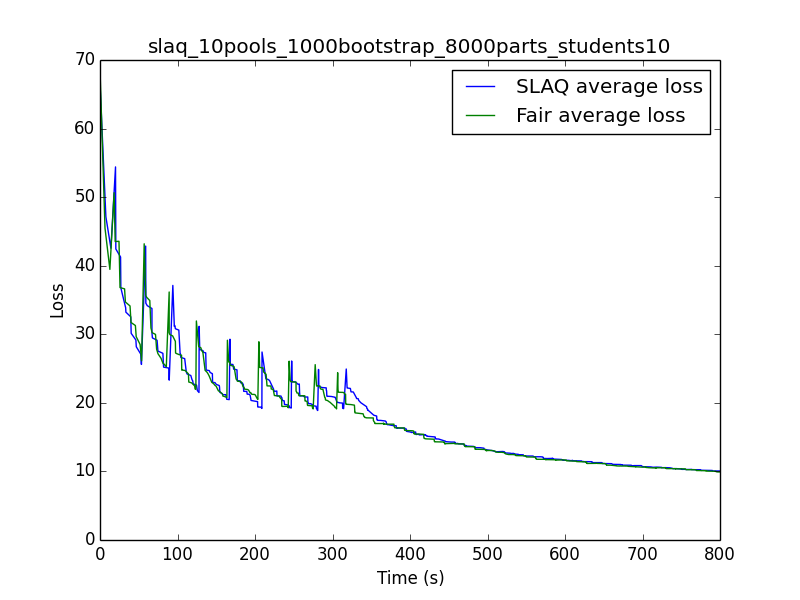 slaq_10pools_1000bootstrap_8000parts_students10
SLAQ average loss
Fair average loss
Loss
70
60
50
40
30
20
10
0
0 100 200 300 400 500 600 700 800
Time (s)